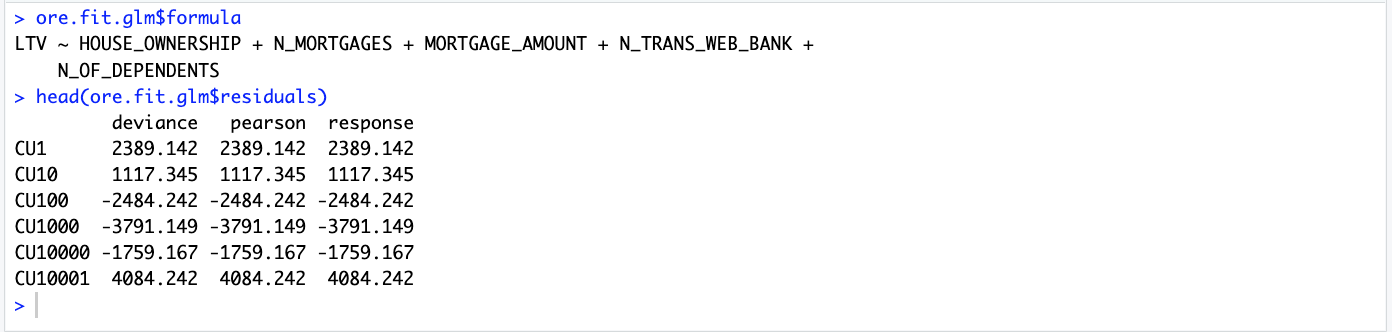 > ore.fit.glm$formula
LTV ~ HOUSE_OWNERSHIP + N_MORTGAGES + MORTGAGE_AMOUNT + N_TRANS_WEB_BANK +
    N_OF_DEPENDENTS
> head(ore.fit.glm$residuals)
         deviance   pearson  response
CU1      2389.142  2389.142  2389.142
CU10     1117.345  1117.345  1117.345
CU100   -2484.242 -2484.242 -2484.242
CU1000  -3791.149 -3791.149 -3791.149
CU10000 -1759.167 -1759.167 -1759.167
CU10001  4084.242  4084.242  4084.242
>